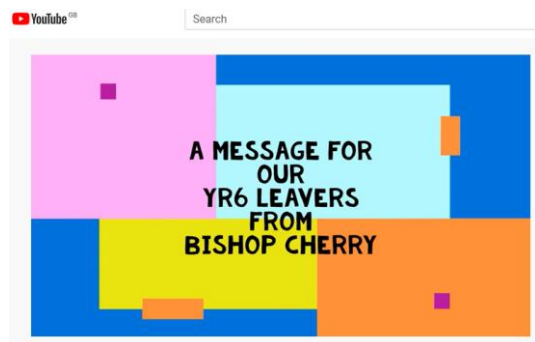 YouTube GB
Search
A MESSAGE FOR
OUR
YR6 LEAVERS
FROM
BISHOP CHERRY